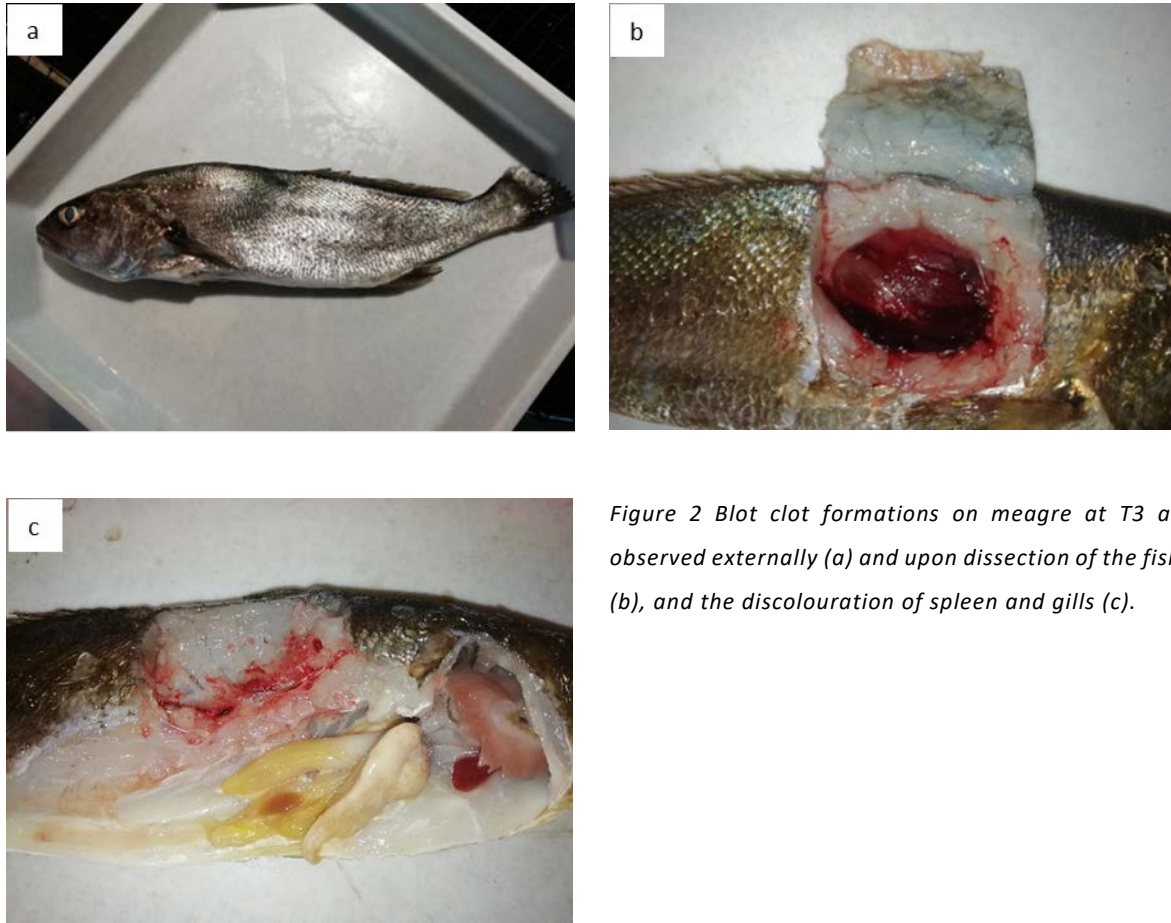 a
b
c
Figure 2 Blot clot formations on meagre at T3 a
observed externally (a) and upon dissection of the fis
(b), and the discolouration of spleen and gills (c).